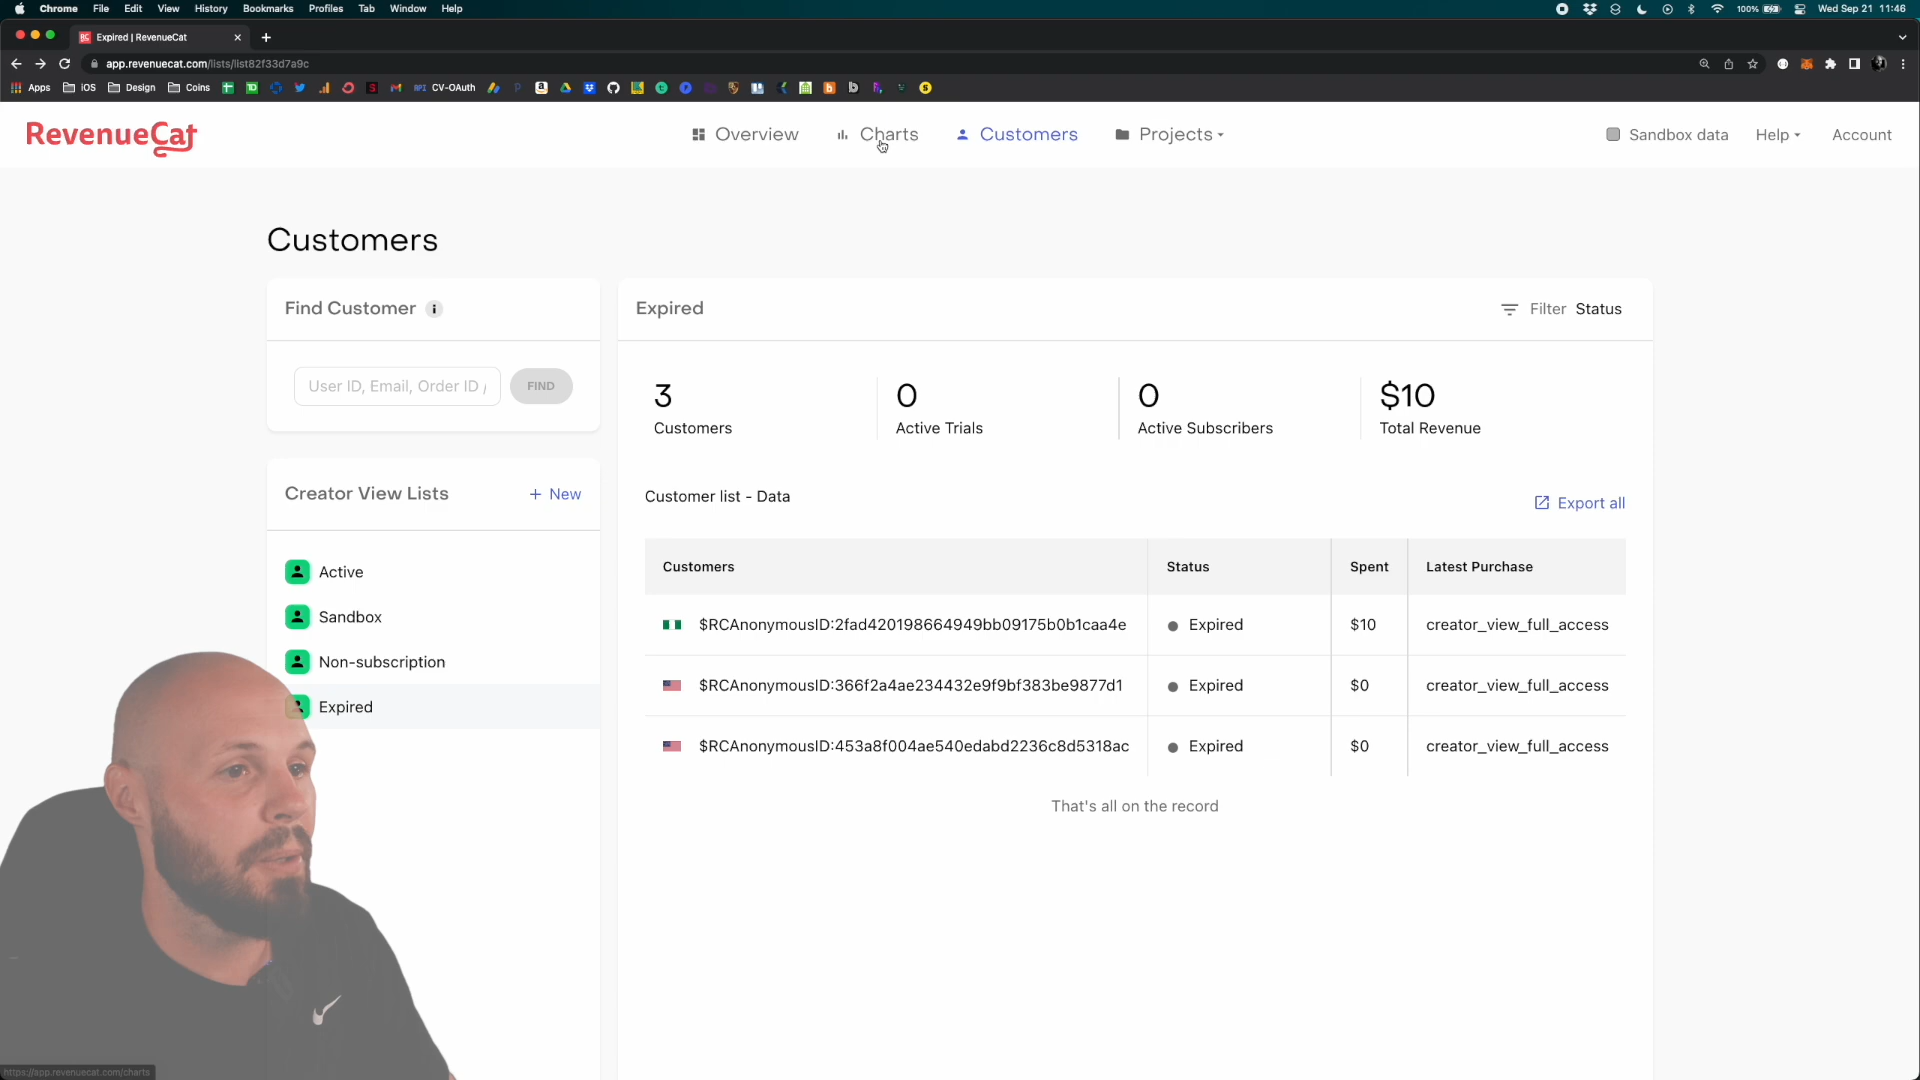 Chrome File Edit View History Bookmarks Profiles Tab Window Help 100% Wed Sep 21 11:46
Expired | RevenueCat
app.revenuecat.com/lists/list82f33d7a9c
Apps iOS Design Coins CV-OAuth
RevenueCat
Overview Charts Customers Projects Sandbox data Help Account
Customers
Find Customer
User ID, Email, Order ID FIND
Creator View Lists + New
Active
Sandbox
Non-subscription
Expired
Expired Filter Status
3 0 0 $10
Customers Active Trials Active Subscribers Total Revenue
Customer list - Data Export all
Customers Status Spent Latest Purchase
$RCAnonymousID:2fad420198664949bb09175b0b1caa4e Expired $10 creator_view_full_access
$RCAnonymousID:366f2a4ae234432e9f9bf383be9877d1 Expired $0 creator_view_full_access
$RCAnonymousID:453a8f004ae540edabd2236c8d5318ac Expired $0 creator_view_full_access
That's all on the record
https://app.revenuecat.com/charts